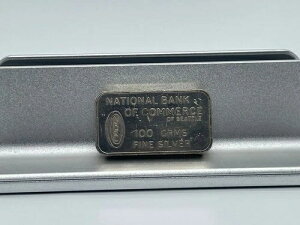 NATIONAL BANK
OF COMMERCE
OF SEATTLE
100 GRMS
FINE SILVER